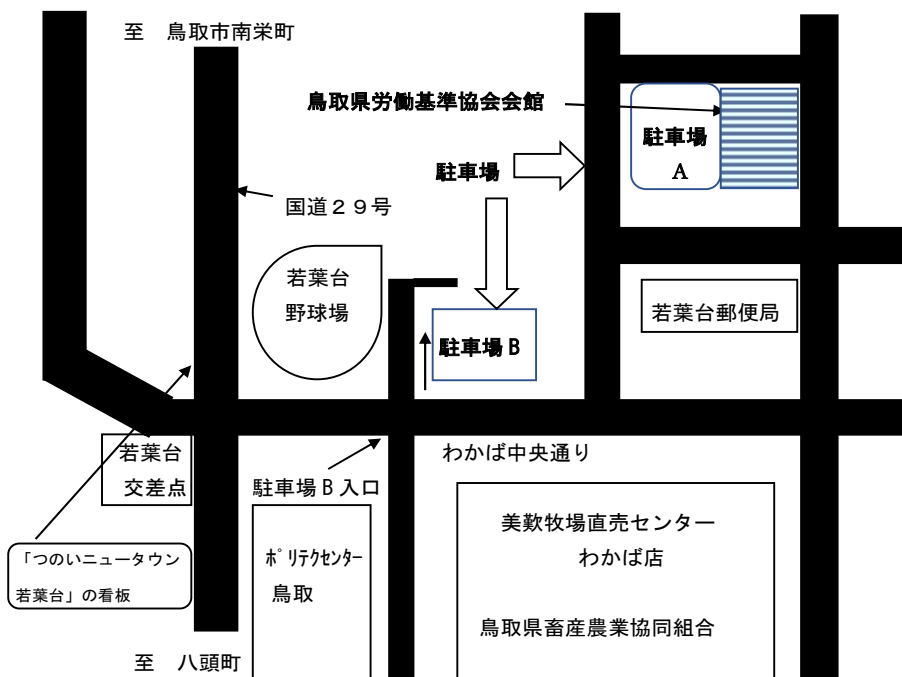 至　鳥取市南栄町
鳥取県労働基準協会会館
駐車場
A
駐車場
国道２９号
若葉台
野球場
若葉台郵便局
駐車場 B
若葉台
交差点
わかば中央通り
駐車場 B 入口
美歎牧場直売センター
わかば店
鳥取県畜産農業協同組合
ﾎﾟﾘﾃｸｾﾝﾀｰ
鳥取
「つのいニュータウン
若葉台」の看板
至　八頭町